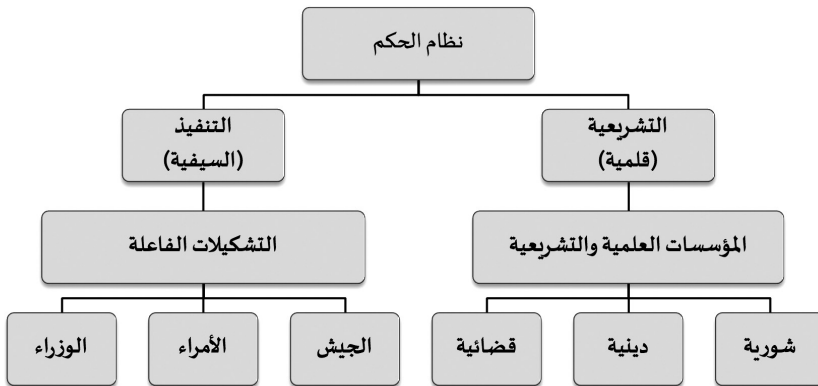 نظام الحكم
التشريعية
(قلمية)
التنفيذ
(السيفية)
المؤسسات العلمية والتشريعية
التشكيلات الفاعلة
شورية
دينية
قضائية
الجيش
الأمراء
الوزراء